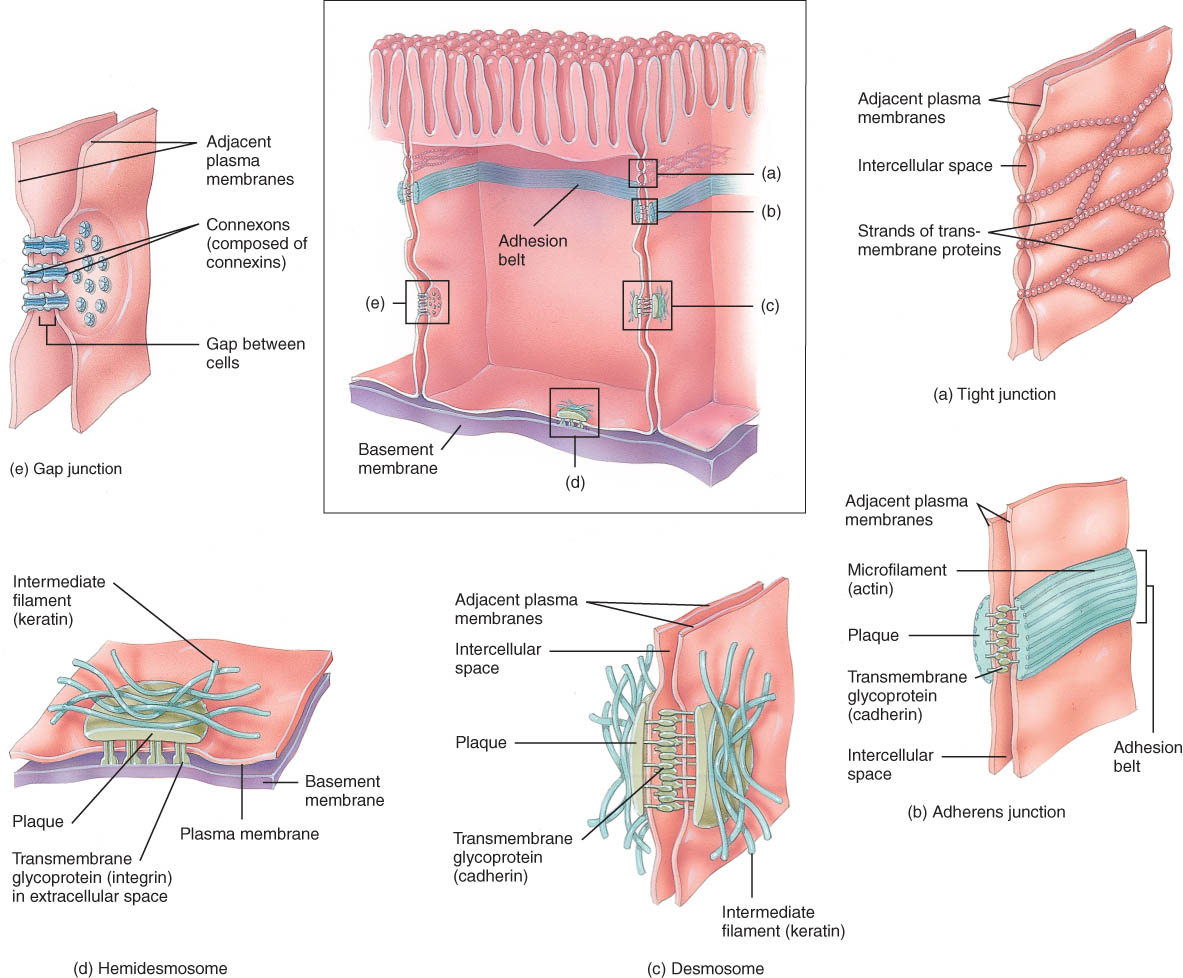 Adjacent
plasma
membranes
Connexons
(composed of
connexins)
Gap between
cells
(e) Gap junction
(a)
(b)
Adhesion
belt
(e)
(c)
Basement
membrane
(d)
Adjacent plasma
membranes
Intercellular space
Strands of trans-
membrane proteins
(a) Tight junction
Adjacent plasma
membranes
Microfilament
(actin)
Plaque
Transmembrane
glycoprotein
(cadherin)
Intercellular
space
Adhesion
belt
(b) Adherens junction
Intermediate
filament
(keratin)
Basement
membrane
Plaque
Plasma membrane
Transmembrane
glycoprotein (integrin)
in extracellular space
(d) Hemidesmosome
Adjacent plasma
membranes
Intercellular
space
Plaque
Transmembrane
glycoprotein
(cadherin)
Intermediate
filament (keratin)
(c) Desmosome